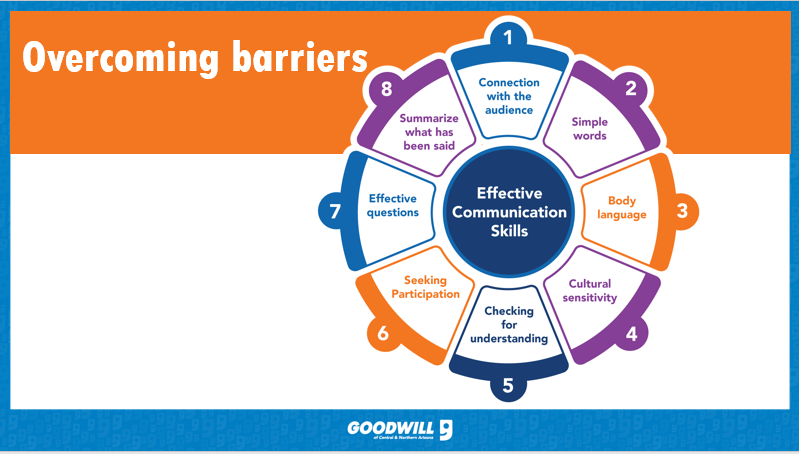 Overcoming barriers
1
Connection
with the
audience
2
Simple
words
3
Body
language
4
Cultural
sensitivity
5
Checking
for
understanding
6
Seeking
Participation
7
Effective
questions
8
Summarize
what has
been said
Effective
Communication
Skills
GOODWILL g
of Central & Northern Arizona